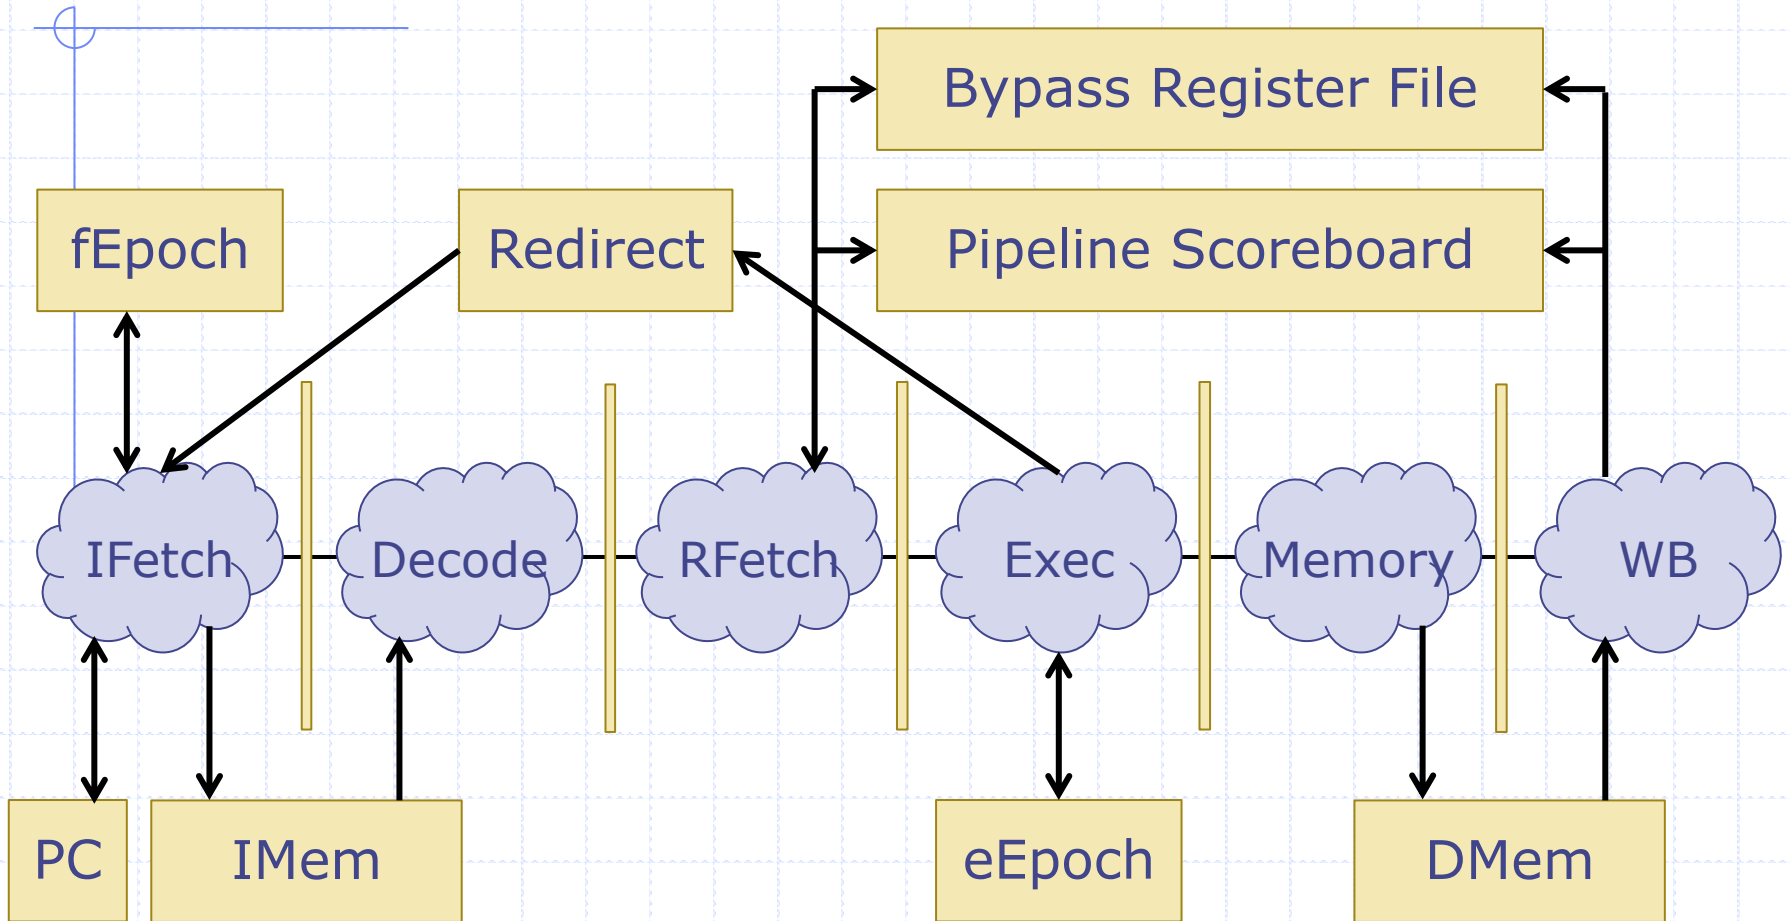 Bypass Register File
fEpoch
Redirect
Pipeline Scoreboard
IFetch
Decode
RFetch
Exec
Memory
WB
PC
IMem
eEpoch
DMem